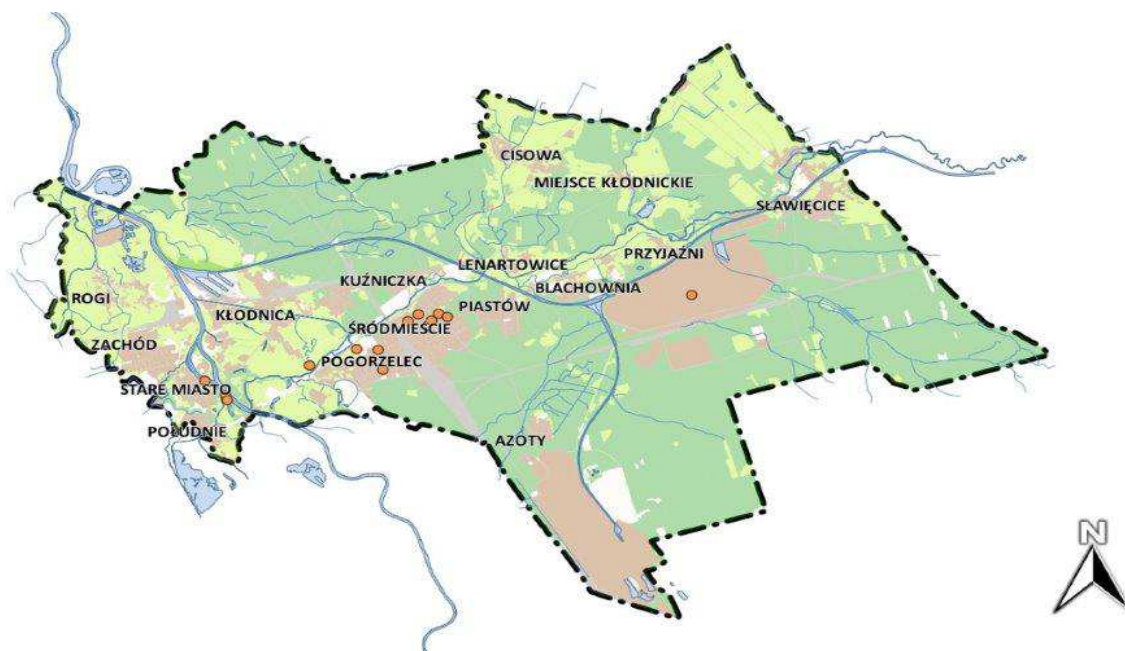 CISOWA
MIEJSCE KŁODNICKIE
SŁAWIĘCICE
PRZYJAŹNI
LENARTOWICE
KUŹNICZKA
BLACHOWNIA
ROGI
KŁODNICA
PIASTÓW
ŚRÓDMIEŚCIE
ZACHÓD
POGORZELEC
STARE MIASTO
POŁUDNIE
AZOTY
N